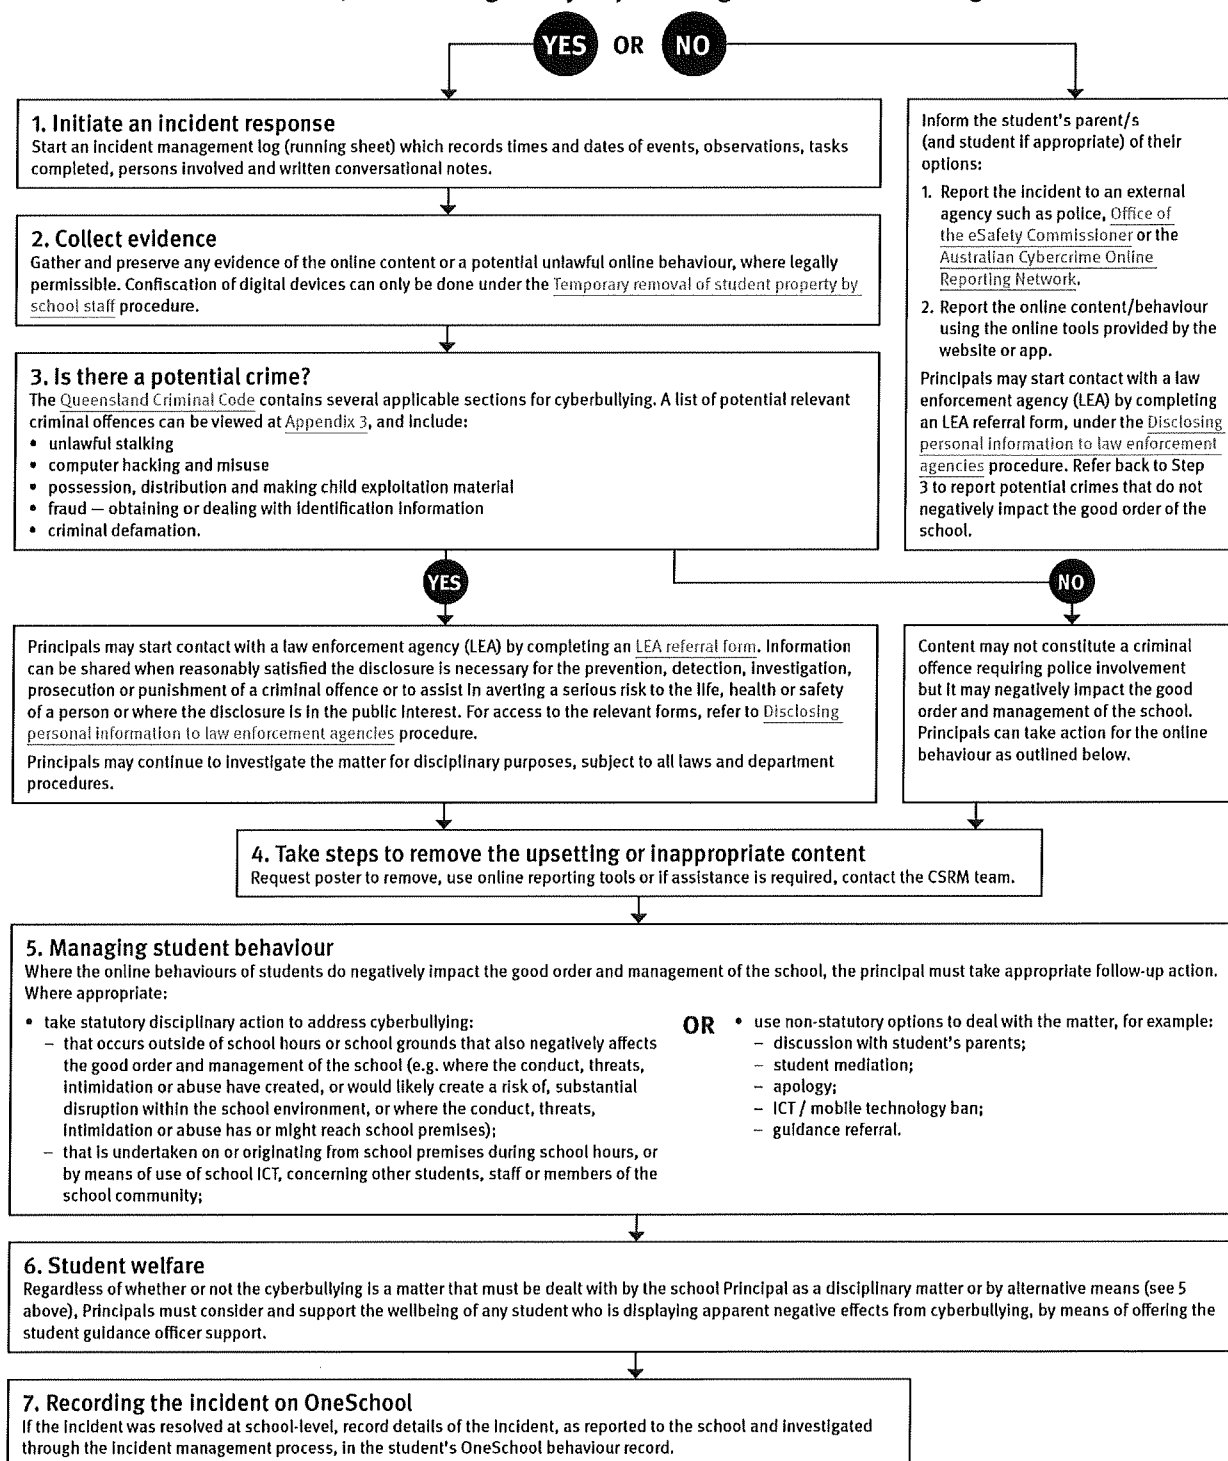 YES OR NO
1. Initiate an incident response
Start an incident management log (running sheet) which records times and dates of events, observations, tasks
completed, persons involved and written conversational notes.
Inform the student's parent/s
(and student if appropriate) of their
options:
1. Report the incident to an external
agency such as police, Office of
the eSafety Commissioner or the
Australian Cybercrime Online
Reporting Network.
2. Report the online content/behaviour
using the online tools provided by the
website or app.
Principals may start contact with a law
enforcement agency (LEA) by completing
an LEA referral form, under the Disclosing
personal information to law enforcement
agencies procedure. Refer back to Step
3 to report potential crimes that do not
negatively impact the good order of the
school.
2. Collect evidence
Gather and preserve any evidence of the online content or a potential unlawful online behaviour, where legally
permissible. Confiscation of digital devices can only be done under the Temporary removal of student property by
school staff procedure.
3. Is there a potential crime?
The Queensland Criminal Code contains several applicable sections for cyberbullying. A list of potential relevant
criminal offences can be viewed at Appendix 3, and include:
• unlawful stalking
• computer hacking and misuse
• possession, distribution and making child exploitation material
• fraud — obtaining or dealing with identification information
• criminal defamation.
YES
NO
Principals may start contact with a law enforcement agency (LEA) by completing an LEA referral form. Information
can be shared when reasonably satisfied the disclosure is necessary for the prevention, detection, investigation,
prosecution or punishment of a criminal offence or to assist in averting a serious risk to the life, health or safety
of a person or where the disclosure is in the public interest. For access to the relevant forms, refer to Disclosing
personal information to law enforcement agencies procedure.
Principals may continue to investigate the matter for disciplinary purposes, subject to all laws and department
procedures.
Content may not constitute a criminal
offence requiring police involvement
but it may negatively impact the good
order and management of the school.
Principals can take action for the online
behaviour as outlined below.
4. Take steps to remove the upsetting or inappropriate content
Request poster to remove, use online reporting tools or if assistance is required, contact the CSRM team.
5. Managing student behaviour
Where the online behaviours of students do negatively impact the good order and management of the school, the principal must take appropriate follow-up action.
Where appropriate:
• take statutory disciplinary action to address cyberbullying:
– that occurs outside of school hours or school grounds that also negatively affects
the good order and management of the school (e.g. where the conduct, threats,
intimidation or abuse have created, or would likely create a risk of, substantial
disruption within the school environment, or where the conduct, threats,
intimidation or abuse has or might reach school premises);
– that is undertaken on or originating from school premises during school hours, or
by means of use of school ICT, concerning other students, staff or members of the
school community;
OR
• use non-statutory options to deal with the matter, for example:
– discussion with student's parents;
– student mediation;
– apology;
– ICT / mobile technology ban;
– guidance referral.
6. Student welfare
Regardless of whether or not the cyberbullying is a matter that must be dealt with by the school Principal as a disciplinary matter or by alternative means (see 5
above), Principals must consider and support the wellbeing of any student who is displaying apparent negative effects from cyberbullying, by means of offering the
student guidance officer support.
7. Recording the incident on OneSchool
If the incident was resolved at school-level, record details of the incident, as reported to the school and investigated
through the incident management process, in the student's OneSchool behaviour record.